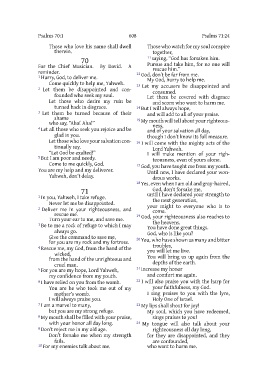 Psalms 70:1
608
Psalms 71:24
Those who love his name shall dwell
therein.
70
For the Chief Musician. By David. A
reminder.
1 Hurry, God, to deliver me.
Come quickly to help me, Yahweh.
2 Let them be disappointed and con-
founded who seek my soul.
Let those who desire my ruin be
turned back in disgrace.
3 Let them be turned because of their
shame
who say, "Aha! Aha!"
4 Let all those who seek you rejoice and be
glad in you.
Let those who love your salvation con-
tinually say,
"Let God be exalted!"
5 But I am poor and needy.
Come to me quickly, God.
You are my help and my deliverer.
Yahweh, don't delay.
71
1 In you, Yahweh, I take refuge.
Never let me be disappointed.
2 Deliver me in your righteousness, and
rescue me.
Turn your ear to me, and save me.
3 Be to me a rock of refuge to which I may
always go.
Give the command to save me,
for you are my rock and my fortress.
4 Rescue me, my God, from the hand of the
wicked,
from the hand of the unrighteous and
cruel man.
5 For you are my hope, Lord Yahweh,
my confidence from my youth.
6 I have relied on you from the womb.
You are he who took me out of my
mother's womb.
I will always praise you.
7 I am a marvel to many,
but you are my strong refuge.
8 My mouth shall be filled with your praise,
with your honor all day long.
9 Don't reject me in my old age.
Don't forsake me when my strength
fails.
10 For my enemies talk about me.
Those who watch for my soul conspire
together,
11 saying, "God has forsaken him.
Pursue and take him, for no one will
rescue him."
12 God, don't be far from me.
My God, hurry to help me.
13 Let my accusers be disappointed and
consumed.
Let them be covered with disgrace
and scorn who want to harm me.
14 But I will always hope,
and will add to all of your praise.
15 My mouth will tell about your righteous-
ness,
and of your salvation all day,
though I don't know its full measure.
16 I will come with the mighty acts of the
Lord Yahweh.
I will make mention of your right-
eousness, even of yours alone.
17 God, you have taught me from my youth.
Until now, I have declared your won-
drous works.
18 Yes, even when I am old and gray-haired,
God, don't forsake me,
until I have declared your strength to
the next generation,
your might to everyone who is to
come.
19 God, your righteousness also reaches to
the heavens.
You have done great things.
God, who is like you?
20 You, who have shown us many and bitter
troubles,
you will let me live.
You will bring us up again from the
depths of the earth.
21 Increase my honor
and comfort me again.
22 I will also praise you with the harp for
your faithfulness, my God.
I sing praises to you with the lyre,
Holy One of Israel.
23 My lips shall shout for joy!
My soul, which you have redeemed,
sings praises to you!
24 My tongue will also talk about your
righteousness all day long,
for they are disappointed, and they
are confounded,
who want to harm me.